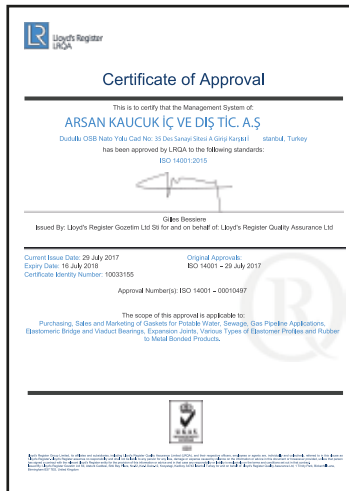 LR
Lloyd's Register
LRQA
Certificate of Approval
This is to certify that the Management System of:
ARSAN KAUCUK İÇ VE DIŞ TİC. A.Ş
Dudullu OSB Nato Yolu Cad No: 35 Des Sanayi Sitesi A Girişi Karşısı stanbul, Turkey
has been approved by LRQA to the following standards:
ISO 14001:2015
Gilles Bessiere
Issued By: Lloyd's Register Gozetim Ltd Sti for and on behalf of: Lloyd's Register Quality Assurance Ltd
Current Issue Date: 29 July 2017 Original Approvals:
Expiry Date: 16 July 2018 ISO 14001 – 29 July 2017
Certificate Identity Number: 10033155
Approval Number(s): ISO 14001 – 00010497
The scope of this approval is applicable to:
Purchasing, Sales and Marketing of Gaskets for Potable Water, Sewage, Gas Pipeline Applications,
Elastomeric Bridge and Viaduct Bearings, Expansion Joints, Various Types of Elastomer Profiles and Rubber
to Metal Bonded Products.
UKAS